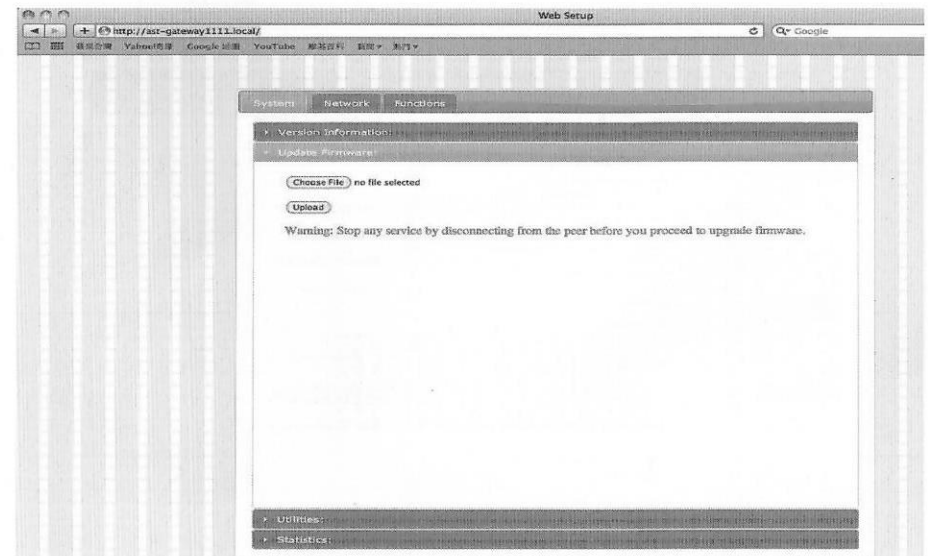 Web Setup
http://ast-gateway1111.local/
Google
Yahoo! Google YouTube
System Network Functions
Version Information:
Update Firmware:
Choose File no file selected
Upload
Warning: Stop any service by disconnecting from the peer before you proceed to upgrade firmware.
Utilities:
Statistics: